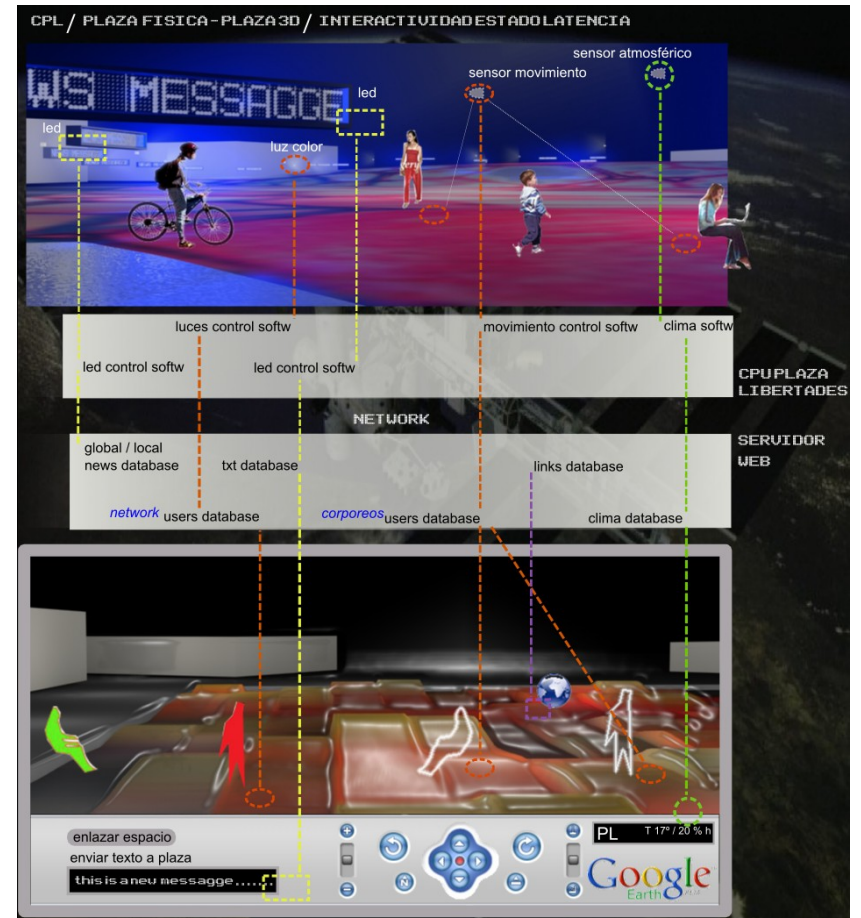 CPL / PLAZA FISICA-PLAZA 3D / INTERACTIVIDAD ESTADO LATENCIA
sensor atmosférico
sensor movimiento
WS MESSAGGE
led
led
luz color
luces control softw
movimiento control softw
clima softw
led control softw
led control softw
CPU PLAZA
LIBERTADES
NETWORK
SERVIDOR
WEB
global / local
news database
txt database
links database
network users database
corporeos users database
clima database
enlazar espacio
enviar texto a plaza
this is a new messagge.......
N
PL
T 17º / 20 % h
Google
Earth